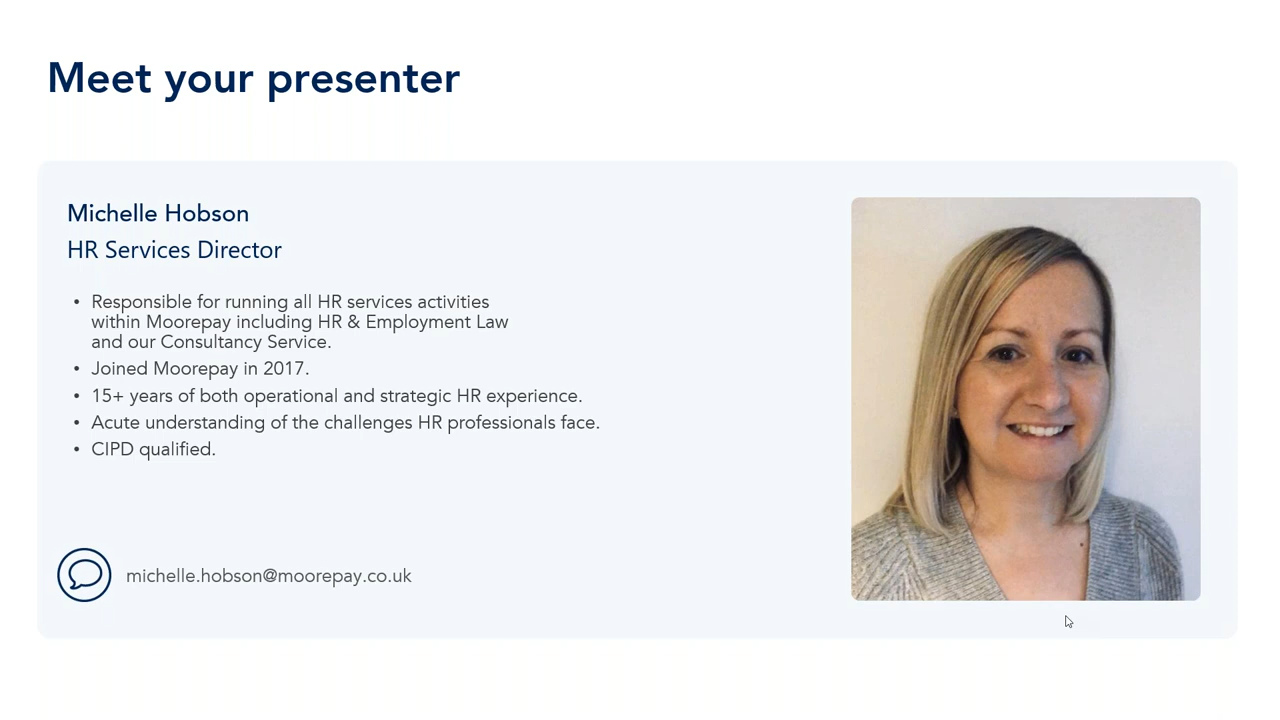 Meet your presenter
Michelle Hobson
HR Services Director
• Responsible for running all HR services activities
within Moorepay including HR & Employment Law
and our Consultancy Service.
• Joined Moorepay in 2017.
• 15+ years of both operational and strategic HR experience.
• Acute understanding of the challenges HR professionals face.
• CIPD qualified.
michelle.hobson@moorepay.co.uk